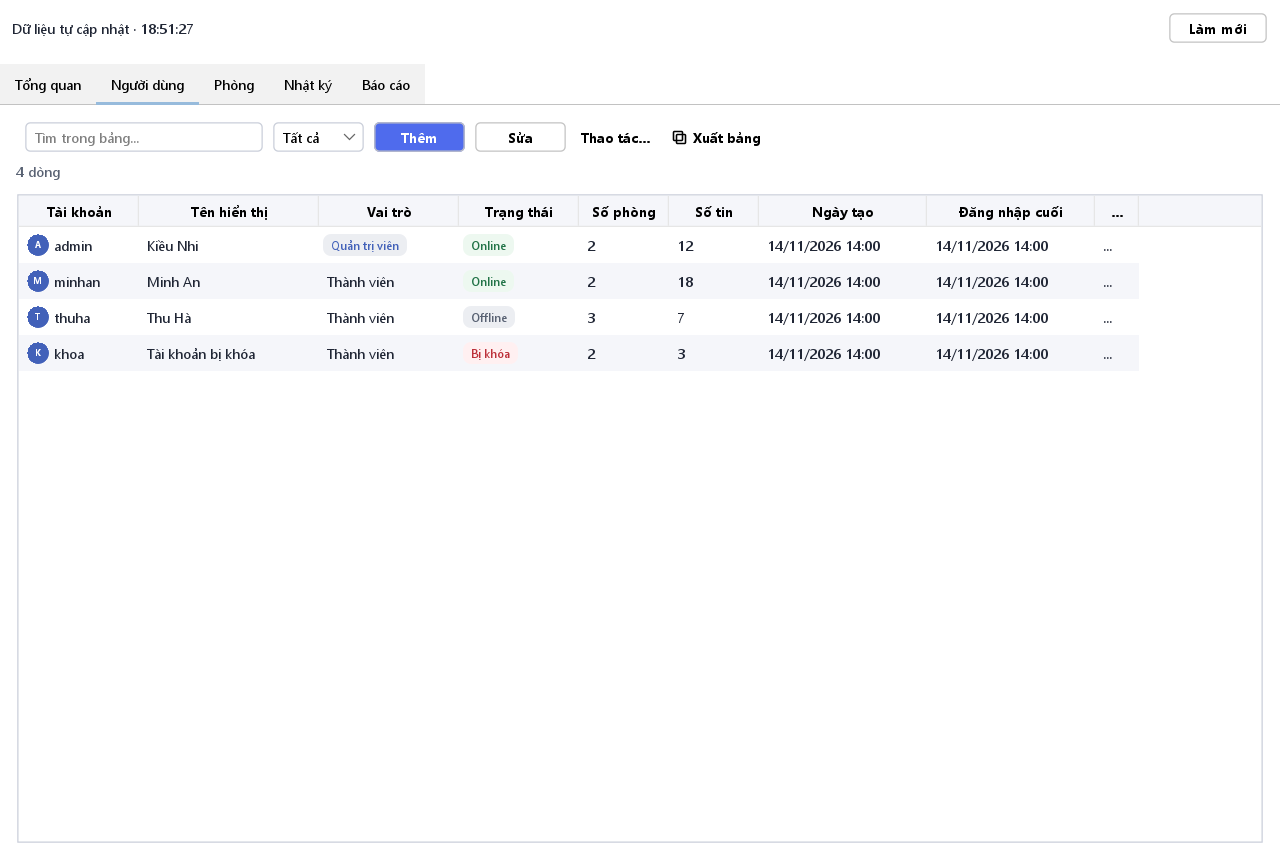 Dữ liệu tự cập nhật · 18:51:27
Làm mới
Tổng quan Người dùng Phòng Nhật ký Báo cáo
Tìm trong bảng... Tất cả Thêm Sửa Thao tác... Xuất bảng
4 dòng
Tài khoản Tên hiển thị Vai trò Trạng thái Số phòng Số tin Ngày tạo Đăng nhập cuối ...
A admin Kiều Nhi Quản trị viên Online 2 12 14/11/2026 14:00 14/11/2026 14:00 ...
M minhan Minh An Thành viên Online 2 18 14/11/2026 14:00 14/11/2026 14:00 ...
T thuha Thu Hà Thành viên Offline 3 7 14/11/2026 14:00 14/11/2026 14:00 ...
K khoa Tài khoản bị khóa Thành viên Bị khóa 2 3 14/11/2026 14:00 14/11/2026 14:00 ...